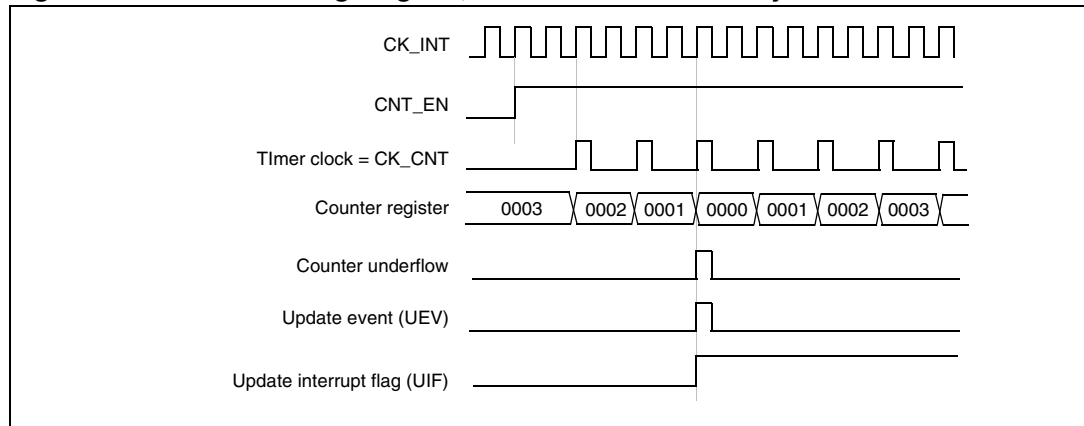 CK_INT
CNT_EN
TImer clock = CK_CNT
Counter register 0003 0002 0001 0000 0001 0002 0003
Counter underflow
Update event (UEV)
Update interrupt flag (UIF)